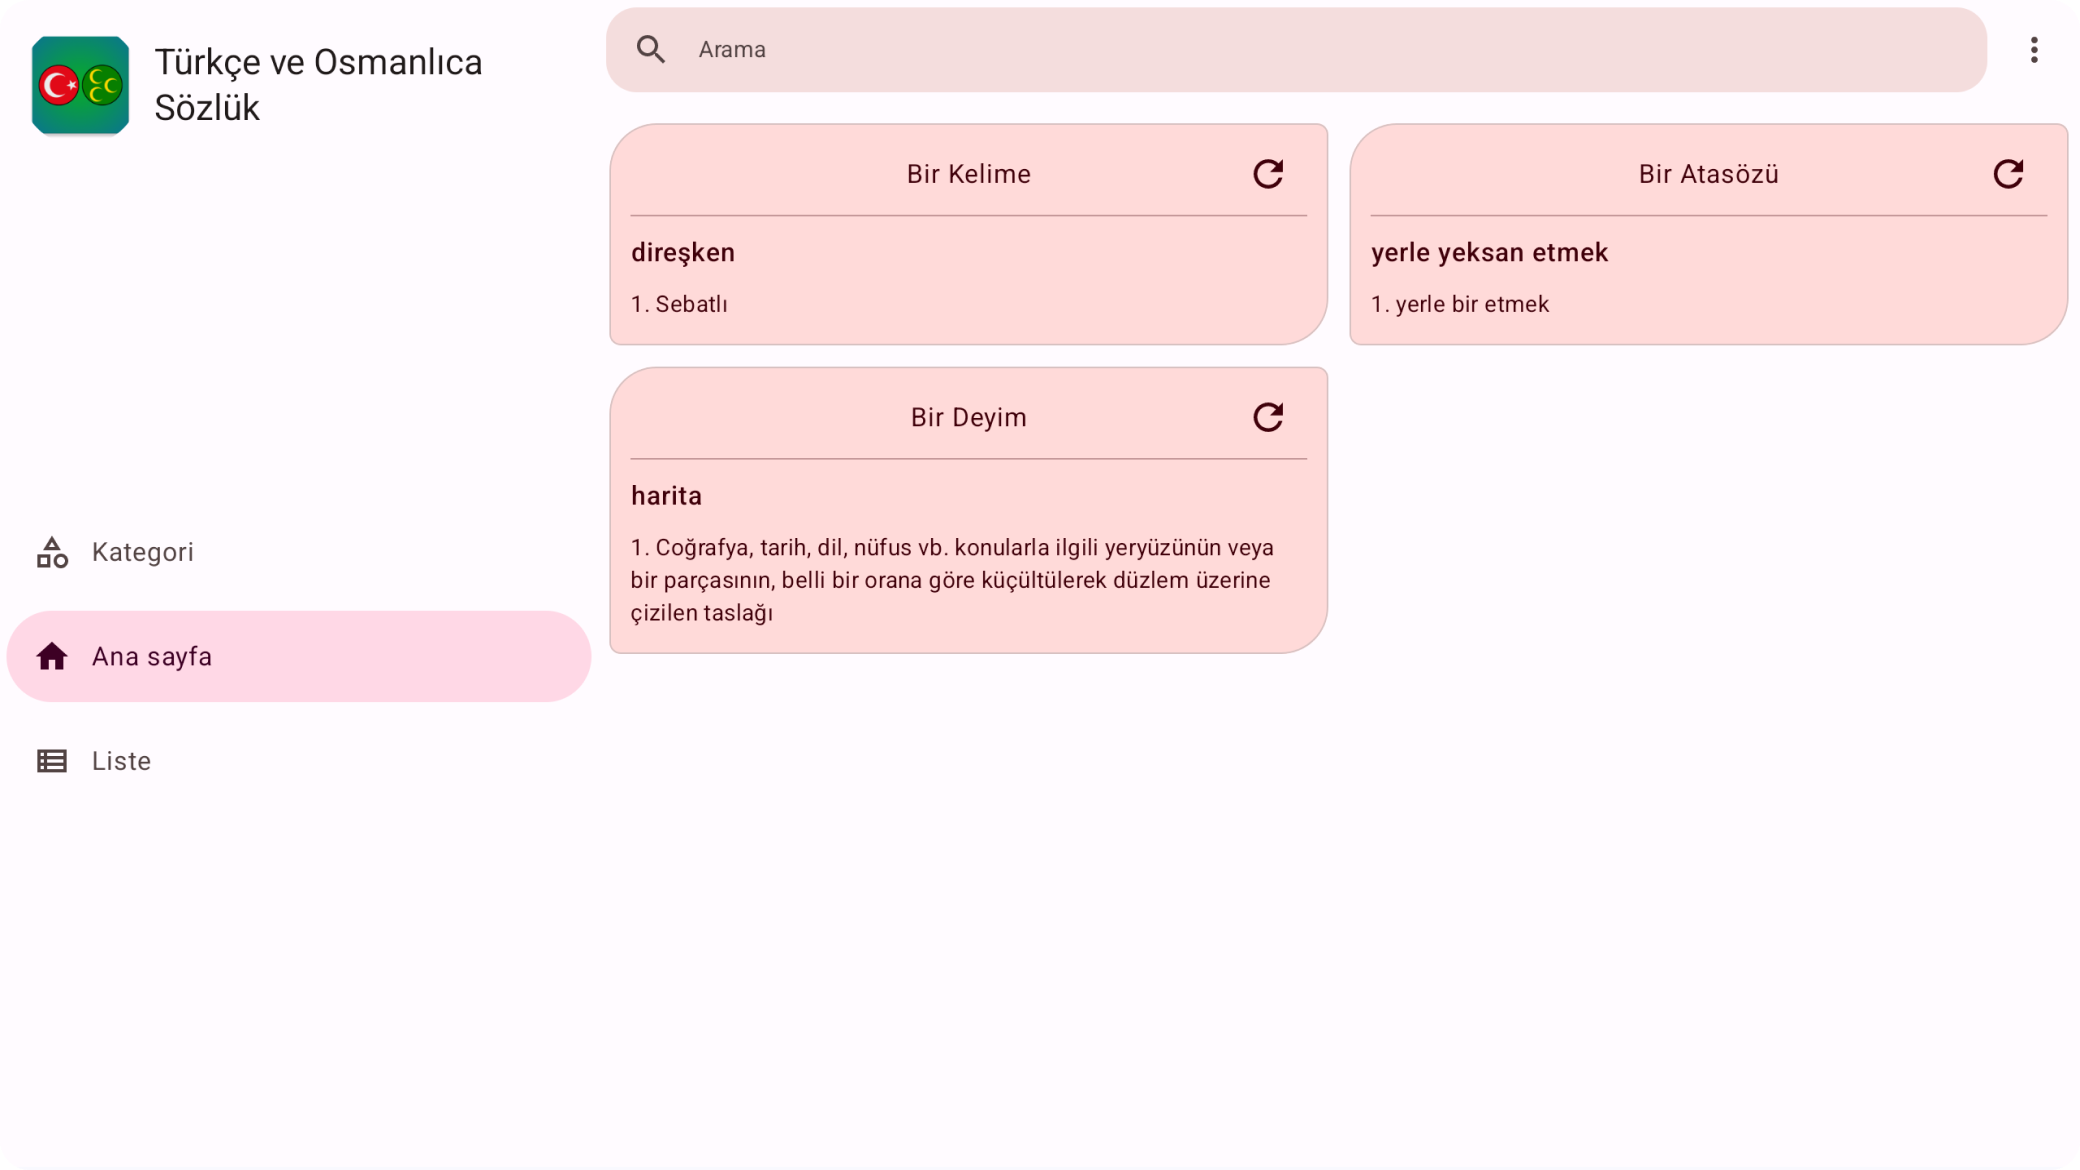 Türkçe ve Osmanlıca
Sözlük
Arama
Bir Kelime
direşken
1. Sebatlı
Bir Atasözü
yerle yeksan etmek
1. yerle bir etmek
Bir Deyim
harita
1. Coğrafya, tarih, dil, nüfus vb. konularla ilgili yeryüzünün veya
bir parçasının, belli bir orana göre küçültülerek düzlem üzerine
çizilen taslağı
Kategori
Ana sayfa
Liste